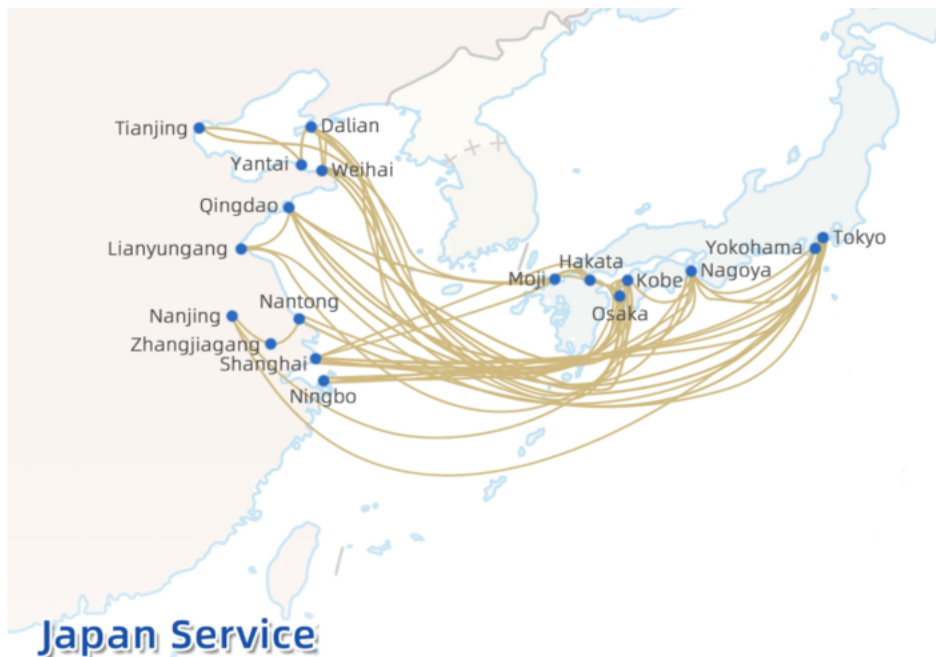 Tianjing
Dalian
Yantai
Weihai
Qingdao
Lianyungang
Tokyo
Yokohama
Hakata
Moji
Kobe
Nagoya
Osaka
Nantong
Nanjing
Zhangjiagang
Shanghai
Ningbo
Japan Service